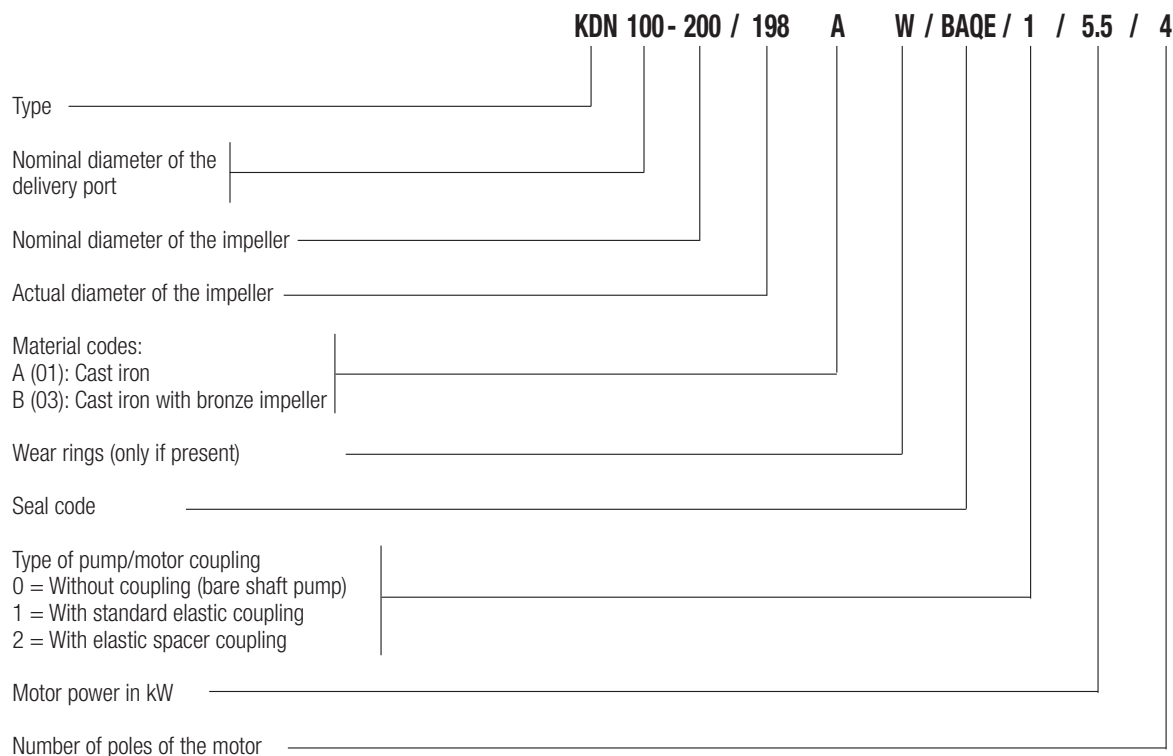 KDN 100 - 200 / 198 A W / BAQE / 1 / 5.5 / 4
Type
Nominal diameter of the
delivery port
Nominal diameter of the impeller
Actual diameter of the impeller
Material codes:
A (01): Cast iron
B (03): Cast iron with bronze impeller
Wear rings (only if present)
Seal code
Type of pump/motor coupling
0 = Without coupling (bare shaft pump)
1 = With standard elastic coupling
2 = With elastic spacer coupling
Motor power in kW
Number of poles of the motor